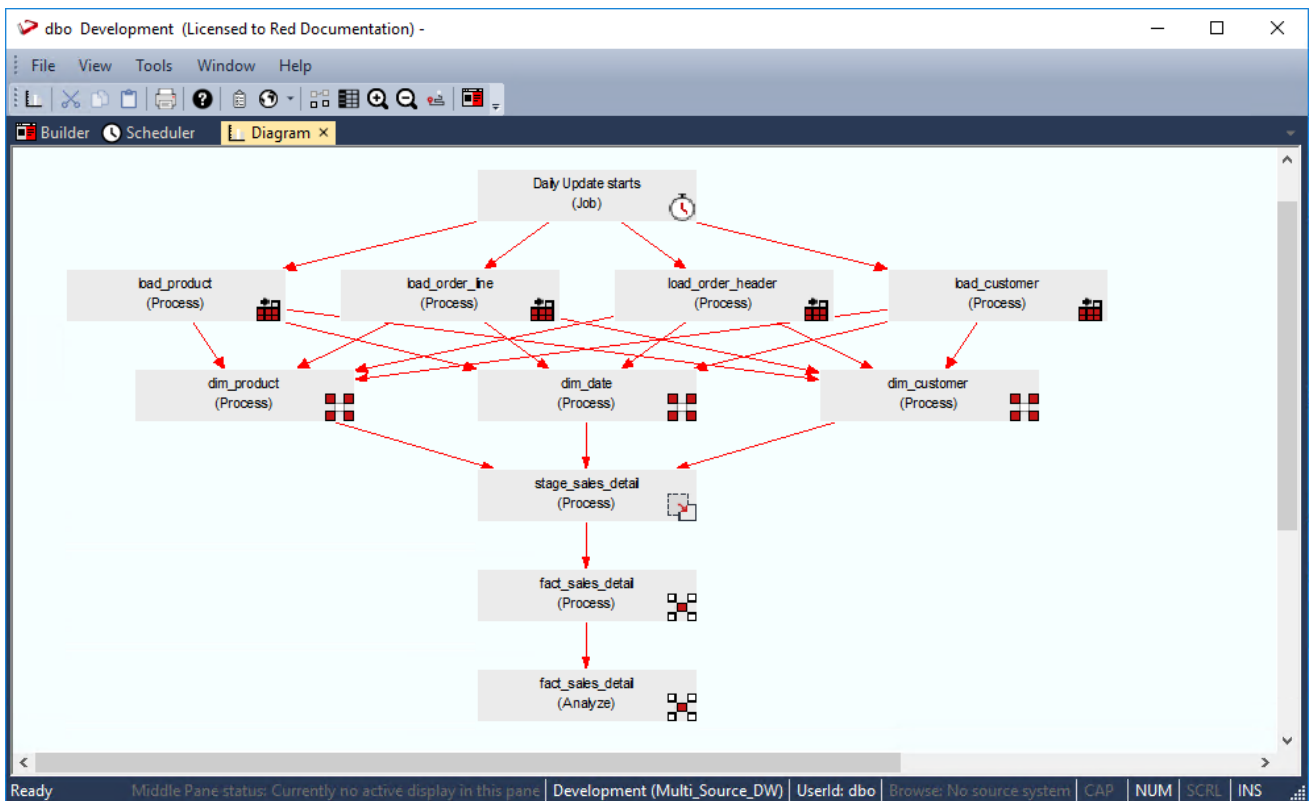 dbo Development (Licensed to Red Documentation) -
File View Tools Window Help
Builder Scheduler Diagram
Daily Update starts
(Job)
load_product load_order_line load_order_header load_customer
(Process) (Process) (Process) (Process)
dim_product dim_date dim_customer
(Process) (Process) (Process)
stage_sales_detail
(Process)
fact_sales_detail
(Process)
fact_sales_detail
(Analyze)
Ready Middle Pane status: Currently no active display in this pane Development (Multi_Source_DW) UserId: dbo Browse: No source system CAP NUM SCRL INS